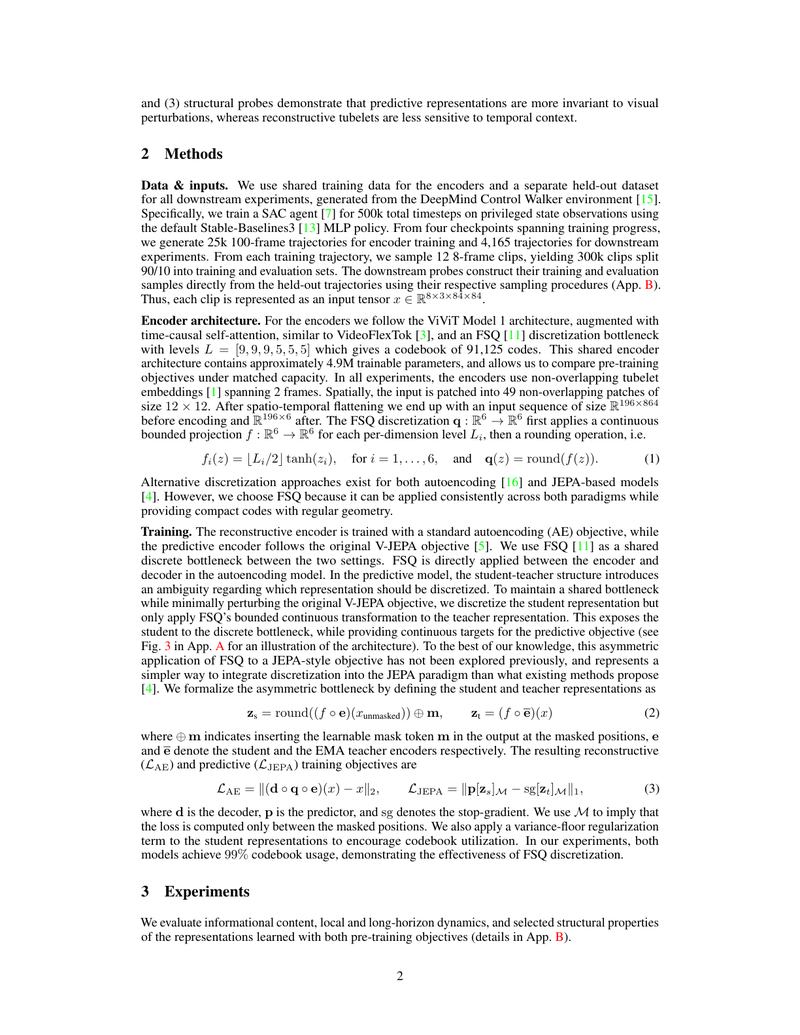 and (3) structural probes demonstrate that predictive representations are more invariant to visual
perturbations, whereas reconstructive tubelets are less sensitive to temporal context.
2 Methods
Data & inputs. We use shared training data for the encoders and a separate held-out dataset
for all downstream experiments, generated from the DeepMind Control Walker environment [15].
Specifically, we train a SAC agent [7] for 500k total timesteps on privileged state observations using
the default Stable-Baselines3 [13] MLP policy. From four checkpoints spanning training progress,
we generate 25k 100-frame trajectories for encoder training and 4,165 trajectories for downstream
experiments. From each training trajectory, we sample 12 8-frame clips, yielding 300k clips split
90/10 into training and evaluation sets. The downstream probes construct their training and evaluation
samples directly from the held-out trajectories using their respective sampling procedures (App. B).
Thus, each clip is represented as an input tensor x ∈ ℝ^{8×3×84×84}.
Encoder architecture. For the encoders we follow the ViViT Model 1 architecture, augmented with
time-causal self-attention, similar to VideoFlexTok [3], and an FSQ [11] discretization bottleneck
with levels L = [9, 9, 9, 5, 5, 5] which gives a codebook of 91,125 codes. This shared encoder
architecture contains approximately 4.9M trainable parameters, and allows us to compare pre-training
objectives under matched capacity. In all experiments, the encoders use non-overlapping tubelet
embeddings [1] spanning 2 frames. Spatially, the input is patched into 49 non-overlapping patches of
size 12 × 12. After spatio-temporal flattening we end up with an input sequence of size ℝ^{196×864}
before encoding and ℝ^{196×6} after. The FSQ discretization q : ℝ^6 → ℝ^6 first applies a continuous
bounded projection f : ℝ^6 → ℝ^6 for each per-dimension level L_i, then a rounding operation, i.e.
f_i(z) = ⌊L_i/2⌋ tanh(z_i), for i = 1, . . . , 6, and q(z) = round(f(z)). (1)
Alternative discretization approaches exist for both autoencoding [16] and JEPA-based models
[4]. However, we choose FSQ because it can be applied consistently across both paradigms while
providing compact codes with regular geometry.
Training. The reconstructive encoder is trained with a standard autoencoding (AE) objective, while
the predictive encoder follows the original V-JEPA objective [5]. We use FSQ [11] as a shared
discrete bottleneck between the two settings. FSQ is directly applied between the encoder and
decoder in the autoencoding model. In the predictive model, the student-teacher structure introduces
an ambiguity regarding which representation should be discretized. To maintain a shared bottleneck
while minimally perturbing the original V-JEPA objective, we discretize the student representation but
only apply FSQ's bounded continuous transformation to the teacher representation. This exposes the
student to the discrete bottleneck, while providing continuous targets for the predictive objective (see
Fig. 3 in App. A for an illustration of the architecture). To the best of our knowledge, this asymmetric
application of FSQ to a JEPA-style objective has not been explored previously, and represents a
simpler way to integrate discretization into the JEPA paradigm than what existing methods propose
[4]. We formalize the asymmetric bottleneck by defining the student and teacher representations as
z_s = round((f ∘ e)(x_unmasked)) ⊕ m, z_t = (f ∘ e̅)(x) (2)
where ⊕ m indicates inserting the learnable mask token m in the output at the masked positions, e
and e̅ denote the student and the EMA teacher encoders respectively. The resulting reconstructive
(ℒ_AE) and predictive (ℒ_JEPA) training objectives are
ℒ_AE = ‖(d ∘ q ∘ e)(x) − x‖_2, ℒ_JEPA = ‖p[z_s]_ℳ − sg[z_t]_ℳ‖_1, (3)
where d is the decoder, p is the predictor, and sg denotes the stop-gradient. We use ℳ to imply that
the loss is computed only between the masked positions. We also apply a variance-floor regularization
term to the student representations to encourage codebook utilization. In our experiments, both
models achieve 99% codebook usage, demonstrating the effectiveness of FSQ discretization.
3 Experiments
We evaluate informational content, local and long-horizon dynamics, and selected structural properties
of the representations learned with both pre-training objectives (details in App. B).
2